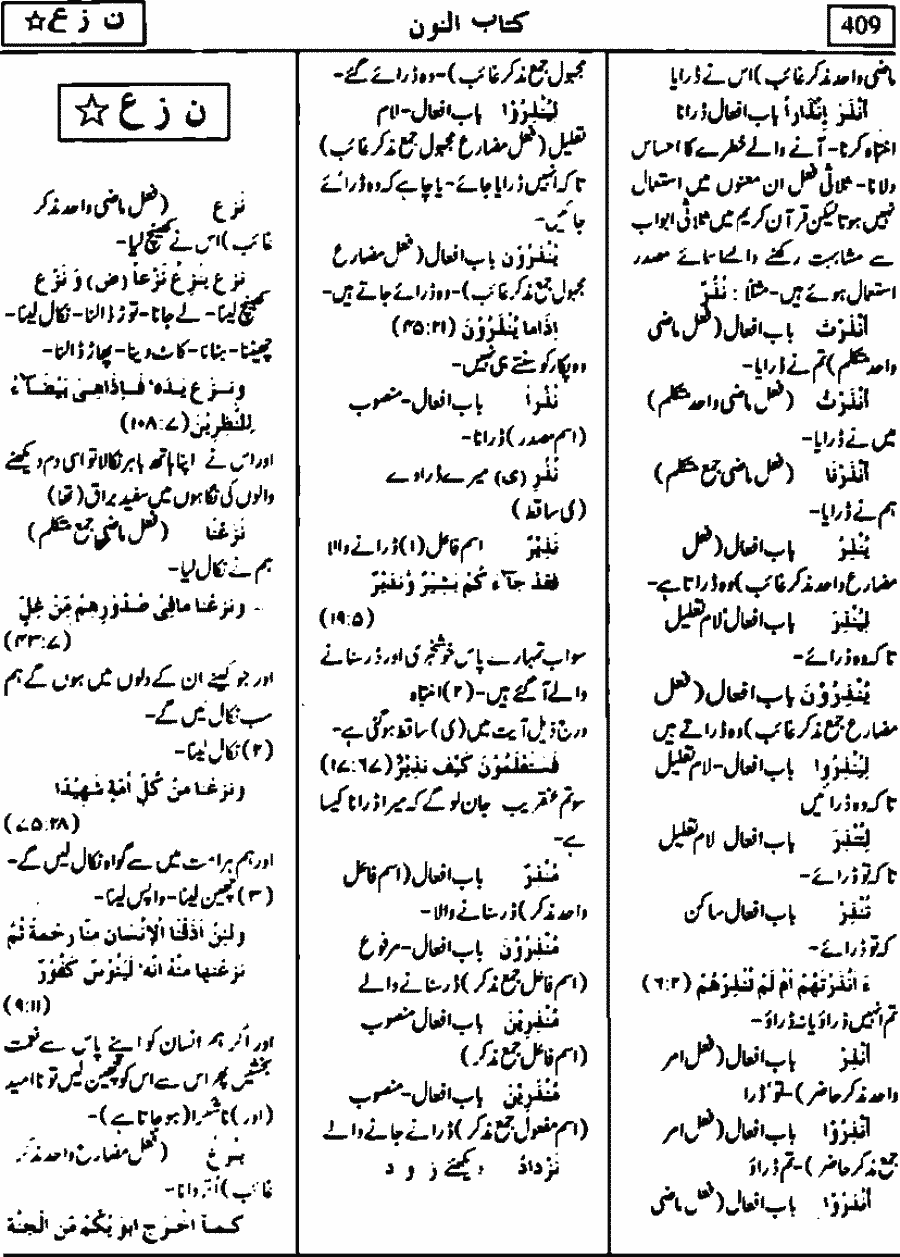 409
کتاب النون
ن ز ع ☆
ماضی واحد مذکر غائب) اس نے ڈرایا
اَنْذَرَ اِنْذَاراً باب افعال ڈرانا
انتباہ کرنا- آنے والے خطرے کا احساس
دلانا- ثلاثی فعل ان معنوں میں استعمال
نہیں ہوتا لیکن قرآن کریم میں ثلاثی ابواب
سے مشابہت رکھنے والے اسمائے مصدر
استعمال ہوئے ہیں- مثلاً: نُذُرٌ
اَنْذَرْتَ باب افعال (فعل ماضی
واحد متکلم) تم نے ڈرایا-
اَنْذَرْتُ (فعل ماضی واحد متکلم)
میں نے ڈرایا-
اَنْذَرْنَا (فعل ماضی جمع متکلم)
ہم نے ڈرایا-
یُنْذِرُ باب افعال (فعل
مضارع واحد مذکر غائب) وہ ڈراتا ہے-
لِیُنْذِرَ باب افعال لام تعلیل
تا کہ وہ ڈرائے-
یُنْذِرُوْنَ باب افعال (فعل
مضارع جمع مذکر غائب) وہ ڈراتے ہیں
لِیُنْذِرُوا باب افعال- لام تعلیل
تا کہ وہ ڈرائیں
لِتُنْذِرَ باب افعال لام تعلیل
تا کہ تو ڈرائے-
تُنْذِرْ باب افعال ساکن
کہ تو ڈرائے-
ءَ اَنْذَرْتَهُمْ اَمْ لَمْ تُنْذِرْهُمْ (۶:۲)
تم انہیں ڈراؤ یا نہ ڈراؤ-
اَنْذِرْ باب افعال (فعل امر
واحد مذکر حاضر)- تو ڈرا
اَنْذِرُوْا باب افعال (فعل امر
جمع مذکر حاضر)- تم ڈراؤ
اُنْذِرُوْا باب افعال (فعل ماضی
مجہول جمع مذکر غائب)- وہ ڈرائے گئے-
لِیُنْذَرُوْا باب افعال- لام
تعلیل (فعل مضارع مجہول جمع مذکر غائب)
تا کہ انہیں ڈرایا جائے- یا چاہے کہ وہ ڈرائے
جائیں-
یُنْذَرُوْنَ باب افعال (فعل مضارع
مجہول جمع مذکر غائب)- وہ ڈرائے جاتے ہیں-
اِذَامَا یُنْذَرُوْنَ (۴۵:۲۱)
وہ پکار کو سنتے ہی نہیں-
نُذْراً باب افعال- منصوب
(اسم مصدر) ڈرانا-
نُذُرِ (ی) میرے ڈراوے
(ی ساقط)
نَذِیْرٌ اسم فاعل (۱) ڈرانے والا
فَقَدْ جَآءَ کُمْ بَشِیْرٌ وَّنَذِیْرٌ
(۱۹:۵)
سو اب تمہارے پاس خوشخبری اور ڈر سنانے
والے آ گئے ہیں- (۲) انتباہ
درج ذیل آیت میں (ی) ساقط ہو گئی ہے-
فَسَتَعْلَمُوْنَ کَیْفَ نَذِیْرِ (۱۷:۶۷)
سو تم عنقریب جان لو گے کہ میرا ڈرانا کیسا
ہے-
مُنْذِرٌ باب افعال (اسم فاعل
واحد مذکر) ڈر سنانے والا-
مُنْذِرُوْنَ باب افعال- مرفوع
(اسم فاعل جمع مذکر) ڈر سنانے والے
مُنْذِرِیْنَ باب افعال منصوب
(اسم فاعل جمع مذکر)
مُنْذَرِیْنَ باب افعال- منصوب
(اسم مفعول جمع مذکر) ڈرائے جانے والے
نَزْدَادُ دیکھئے ز و د
ن ز ع ☆
نَزَعَ (فعل ماضی واحد مذکر
غائب) اس نے کھینچ لیا-
نَزَعَ یَنْزِعُ نَزْعاً (ض) وَ نَزَعَ
کھینچ لینا- لے جانا- توڑ ڈالنا- نکال لینا-
چھیننا- ہٹانا- کاٹ دینا- پھاڑ ڈالنا-
وَنَزَعَ یَدَهٗ فَاِذَاهِیَ بَیْضَآءُ
لِلنّٰظِرِیْنَ (۱۰۸:۷)
اور اس نے اپنا ہاتھ باہر نکالا تو اسی دم دیکھنے
والوں کی نگاہوں میں سفید براق (تھا)
نَزَعْنَا (فعل ماضی جمع متکلم)
ہم نے نکال لیا-
وَنَزَعْنَا مَافِیْ صُدُوْرِهِمْ مِّنْ غِلٍّ
(۴۳:۷)
اور جو کینے ان کے دلوں میں ہوں گے ہم
سب نکال لیں گے-
(۲) نکال لینا-
وَنَزَعْنَا مِنْ کُلِّ اُمَّةٍ شَهِیْدًا
(۷۵:۲۸)
اور ہم ہر امت میں سے گواہ نکال لیں گے-
(۳) چھین لینا- واپس لینا-
وَلَئِنْ اَذَقْنَا الْاِنْسَانَ مِنَّا رَحْمَةً ثُمَّ
نَزَعْنٰهَا مِنْهُ اِنَّهٗ لَیَئُوْسٌ کَفُوْرٌ
(۹:۱۱)
اور اگر ہم انسان کو اپنے پاس سے نعمت
بخشیں پھر اس سے اس کو چھین لیں تو نا امید
(اور) ناشکرا (ہو جاتا ہے)-
یَنْزِعُ (فعل مضارع واحد مذکر
غائب) اتروانا-
کَمَآ اَخْرَجَ اَبَوَیْکُمْ مِّنَ الْجَنَّةِ